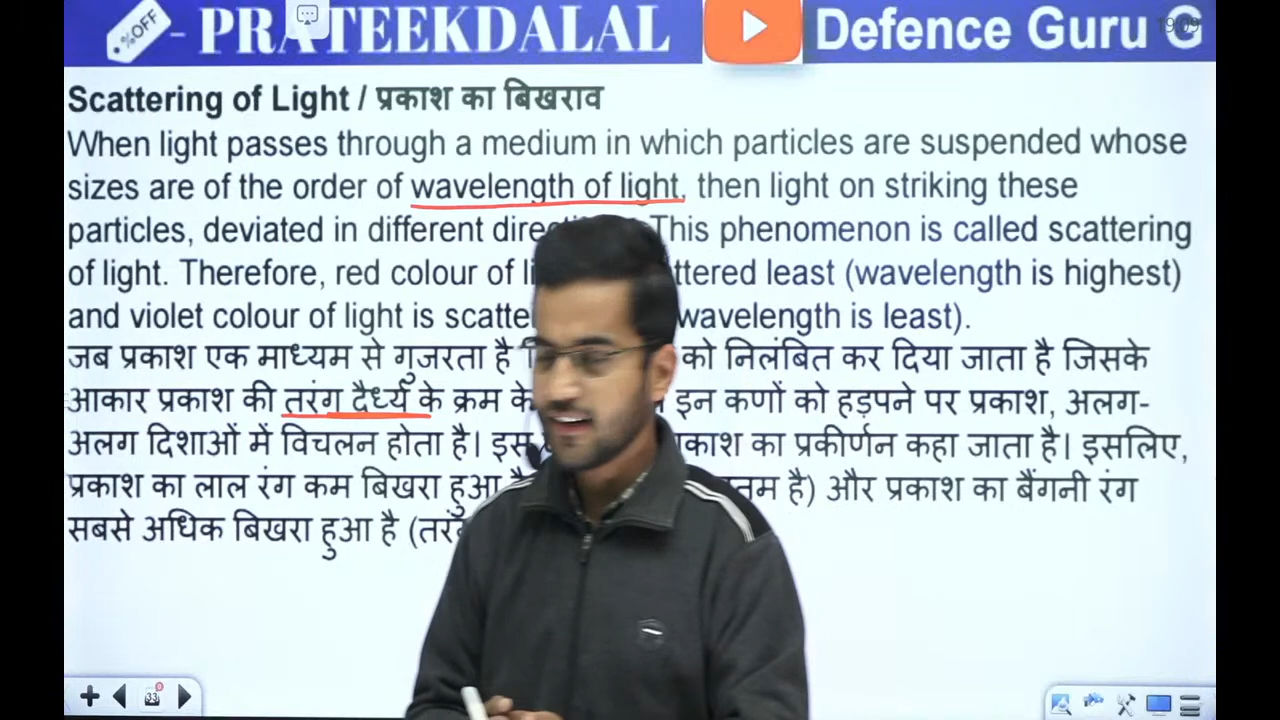 %OFF - PRATEEKDALAL Defence Guru G
Scattering of Light / प्रकाश का बिखराव
When light passes through a medium in which particles are suspended whose
sizes are of the order of wavelength of light, then light on striking these
particles, deviated in different This phenomenon is called scattering
of light. Therefore, red colour of least (wavelength is highest)
and violet colour of light is wavelength is least).
जब प्रकाश एक माध्यम से गुजरता है को निलंबित कर दिया जाता है जिसके
आकार प्रकाश की तरंग दैर्ध्य के क्रम के इन कणों को हड़पने पर प्रकाश, अलग-
अलग दिशाओं में विचलन होता है। इस का प्रकीर्णन कहा जाता है। इसलिए,
प्रकाश का लाल रंग कम बिखरा हुआ है) और प्रकाश का बैंगनी रंग
सबसे अधिक बिखरा हुआ है
33